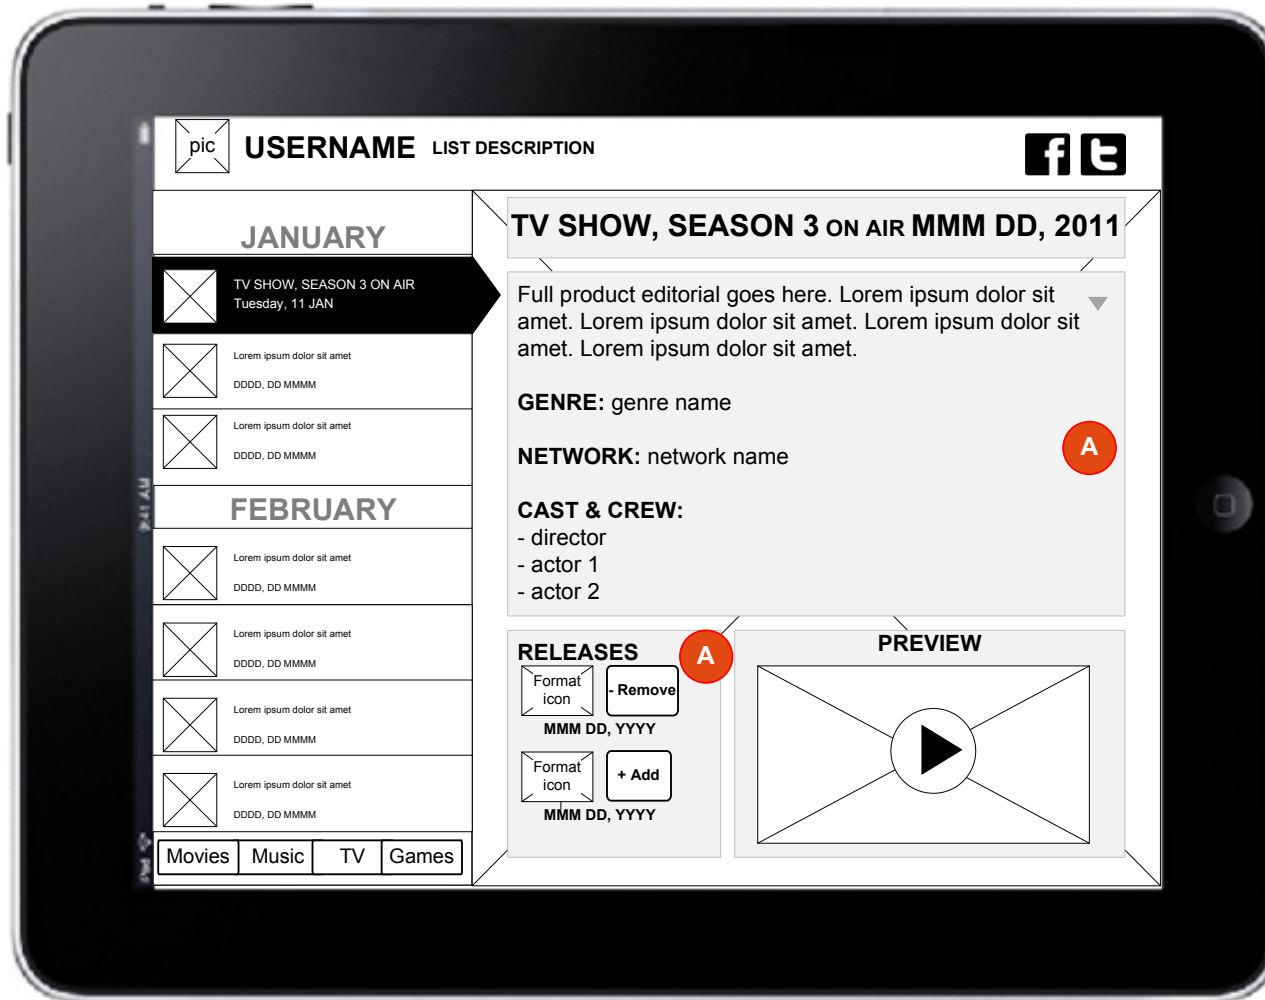 pic
USERNAME LIST DESCRIPTION
f t
JANUARY
TV SHOW, SEASON 3 ON AIR
Tuesday, 11 JAN
Lorem ipsum dolor sit amet
DDDD, DD MMMM
Lorem ipsum dolor sit amet
DDDD, DD MMMM
FEBRUARY
Lorem ipsum dolor sit amet
DDDD, DD MMMM
Lorem ipsum dolor sit amet
DDDD, DD MMMM
Lorem ipsum dolor sit amet
DDDD, DD MMMM
Lorem ipsum dolor sit amet
DDDD, DD MMMM
Movies Music TV Games
TV SHOW, SEASON 3 ON AIR MMM DD, 2011
Full product editorial goes here. Lorem ipsum dolor sit
amet. Lorem ipsum dolor sit amet. Lorem ipsum dolor sit
amet. Lorem ipsum dolor sit amet.
GENRE: genre name
A
NETWORK: network name
CAST & CREW:
- director
- actor 1
- actor 2
RELEASES
A
Format
icon
- Remove
MMM DD, YYYY
Format
icon
+ Add
MMM DD, YYYY
PREVIEW
9:41 AM
iPad